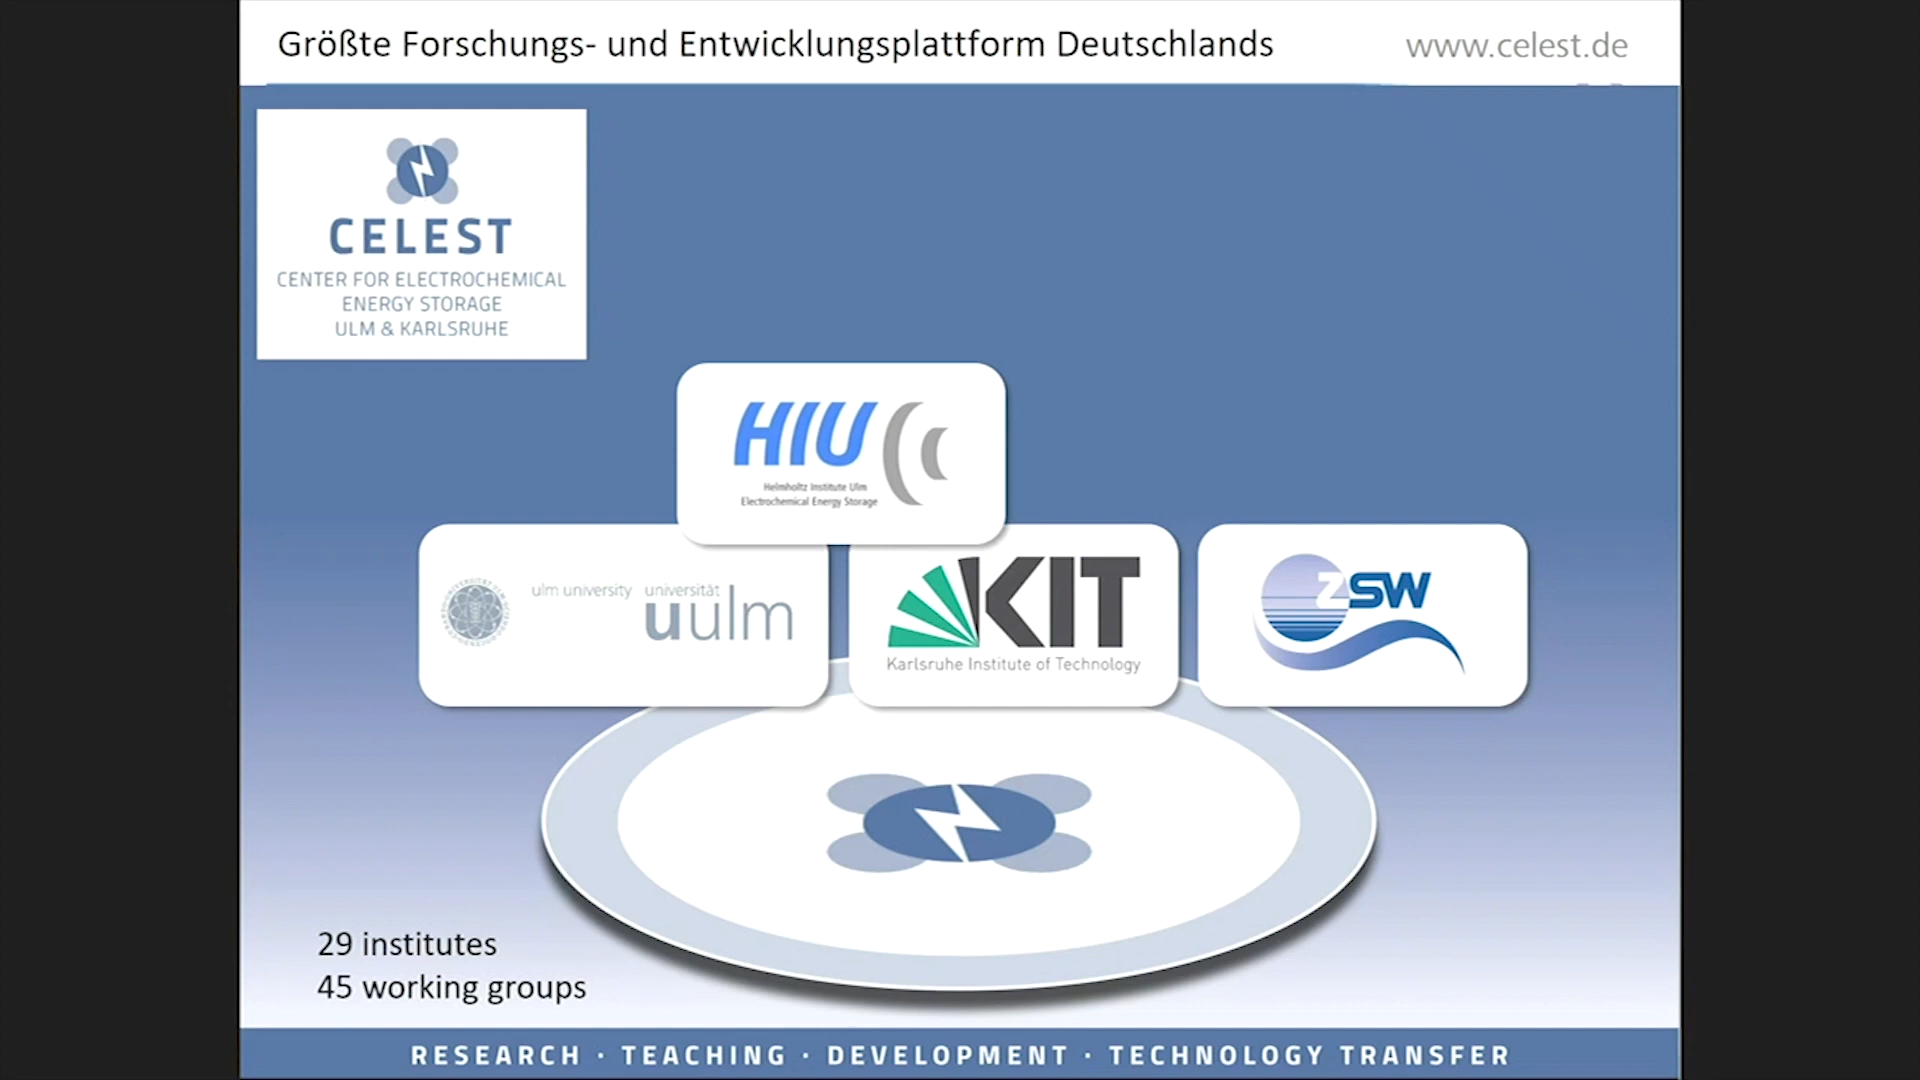 Größte Forschungs- und Entwicklungsplattform Deutschlands
www.celest.de
CELEST
CENTER FOR ELECTROCHEMICAL
ENERGY STORAGE
ULM & KARLSRUHE
HIU
Helmholtz Institute Ulm
Electrochemical Energy Storage
ulm university universität
uulm
KIT
Karlsruhe Institute of Technology
ZSW
29 institutes
45 working groups
RESEARCH · TEACHING · DEVELOPMENT · TECHNOLOGY TRANSFER